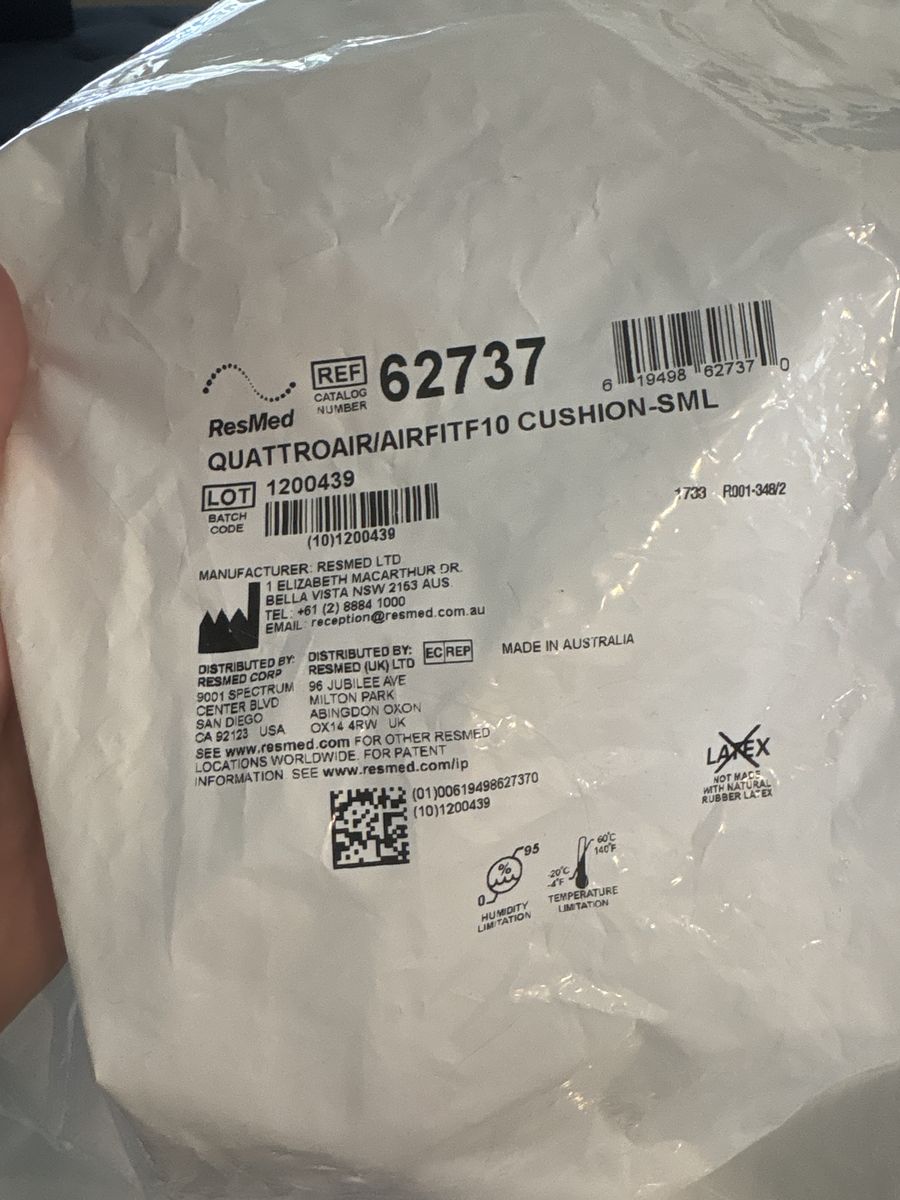 ResMed
REF
CATALOG
NUMBER
62737
6 19498 62737 0
QUATTROAIR/AIRFITF10 CUSHION-SML
LOT
BATCH
CODE
1200439
(10)1200439
1733 R001-348/2
MANUFACTURER: RESMED LTD
1 ELIZABETH MACARTHUR DR.
BELLA VISTA NSW 2153 AUS
TEL: +61 (2) 8884 1000
EMAIL: reception@resmed.com.au
DISTRIBUTED BY:
RESMED CORP
9001 SPECTRUM
CENTER BLVD
SAN DIEGO
CA 92123 USA
DISTRIBUTED BY:
RESMED (UK) LTD
96 JUBILEE AVE
MILTON PARK
ABINGDON OXON
OX14 4RW UK
EC REP
MADE IN AUSTRALIA
SEE www.resmed.com FOR OTHER RESMED
LOCATIONS WORLDWIDE. FOR PATENT
INFORMATION SEE www.resmed.com/ip
(01)00619498627370
(10)1200439
LATEX
NOT MADE
WITH NATURAL
RUBBER LATEX
95
%
0
HUMIDITY
LIMITATION
60°C
140°F
-20°C
-4°F
TEMPERATURE
LIMITATION